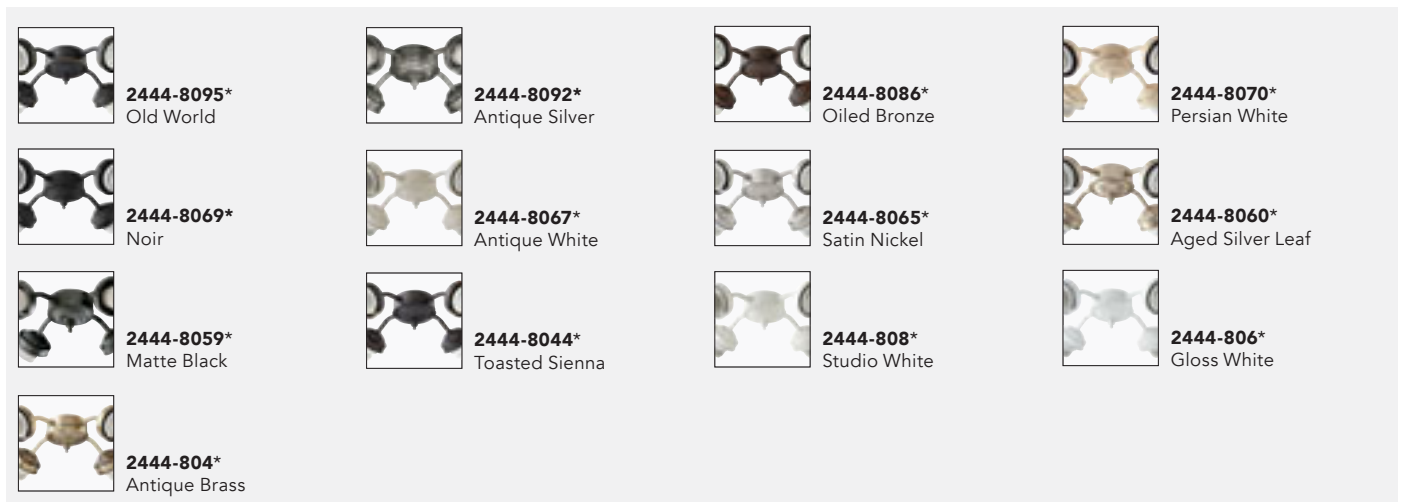 2444-8095*
Old World
2444-8092*
Antique Silver
2444-8086*
Oiled Bronze
2444-8070*
Persian White
2444-8069*
Noir
2444-8067*
Antique White
2444-8065*
Satin Nickel
2444-8060*
Aged Silver Leaf
2444-8059*
Matte Black
2444-8044*
Toasted Sienna
2444-808*
Studio White
2444-806*
Gloss White
2444-804*
Antique Brass